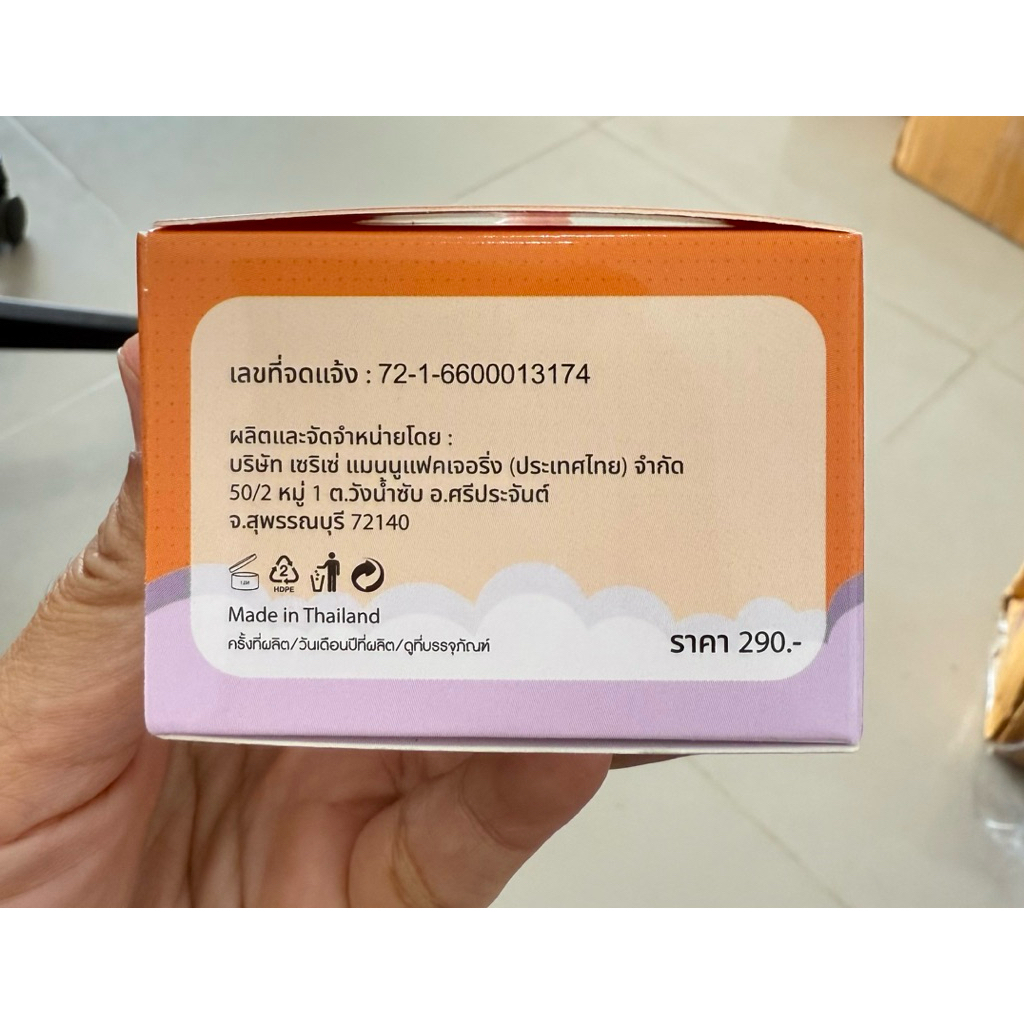 เลขที่จดแจ้ง : 72-1-6600013174
ผลิตและจัดจำหน่ายโดย :
บริษัท เซริเซ่ แมนนูแฟคเจอริ่ง (ประเทศไทย) จำกัด
50/2 หมู่ 1 ต.วังน้ำซับ อ.ศรีประจันต์
จ.สุพรรณบุรี 72140
2
HDPE
Made in Thailand
ครั้งที่ผลิต/วันเดือนปีที่ผลิต/ดูที่บรรจุภัณฑ์
ราคา 290.-